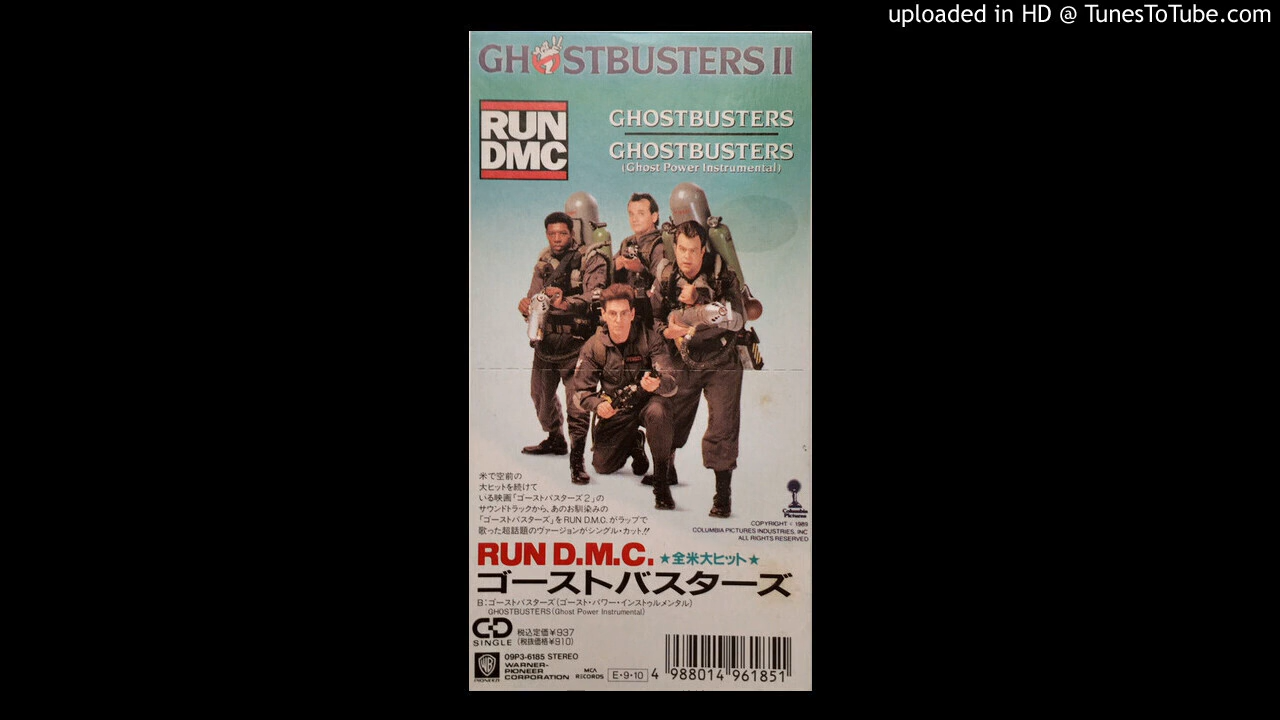 uploaded in HD @ TunesToTube.com
GHOSTBUSTERS II
RUN
DMC
GHOSTBUSTERS
GHOSTBUSTERS
(Ghost Power Instrumental)
米で空前の
大ヒットを続けて
いる映画「ゴーストバスターズ2」の
サウンドトラックから、あのお馴染みの
「ゴーストバスターズ」をRUN D.M.C.がラップで
歌った超話題のヴァージョンがシングル・カット!!
Columbia
Pictures
COPYRIGHT © 1989
COLUMBIA PICTURES INDUSTRIES, INC
ALL RIGHTS RESERVED
RUN D.M.C. ★全米大ヒット★
ゴーストバスターズ
B:ゴーストバスターズ(ゴースト・パワー・インストゥルメンタル)
GHOSTBUSTERS(Ghost Power Instrumental)
CD
SINGLE
税込定価¥937
(税抜価格¥910)
09P3-6185 STEREO
WB
PIONEER
WARNER-
PIONEER
CORPORATION
MCA
RECORDS
E・9・10
4 988014 961851